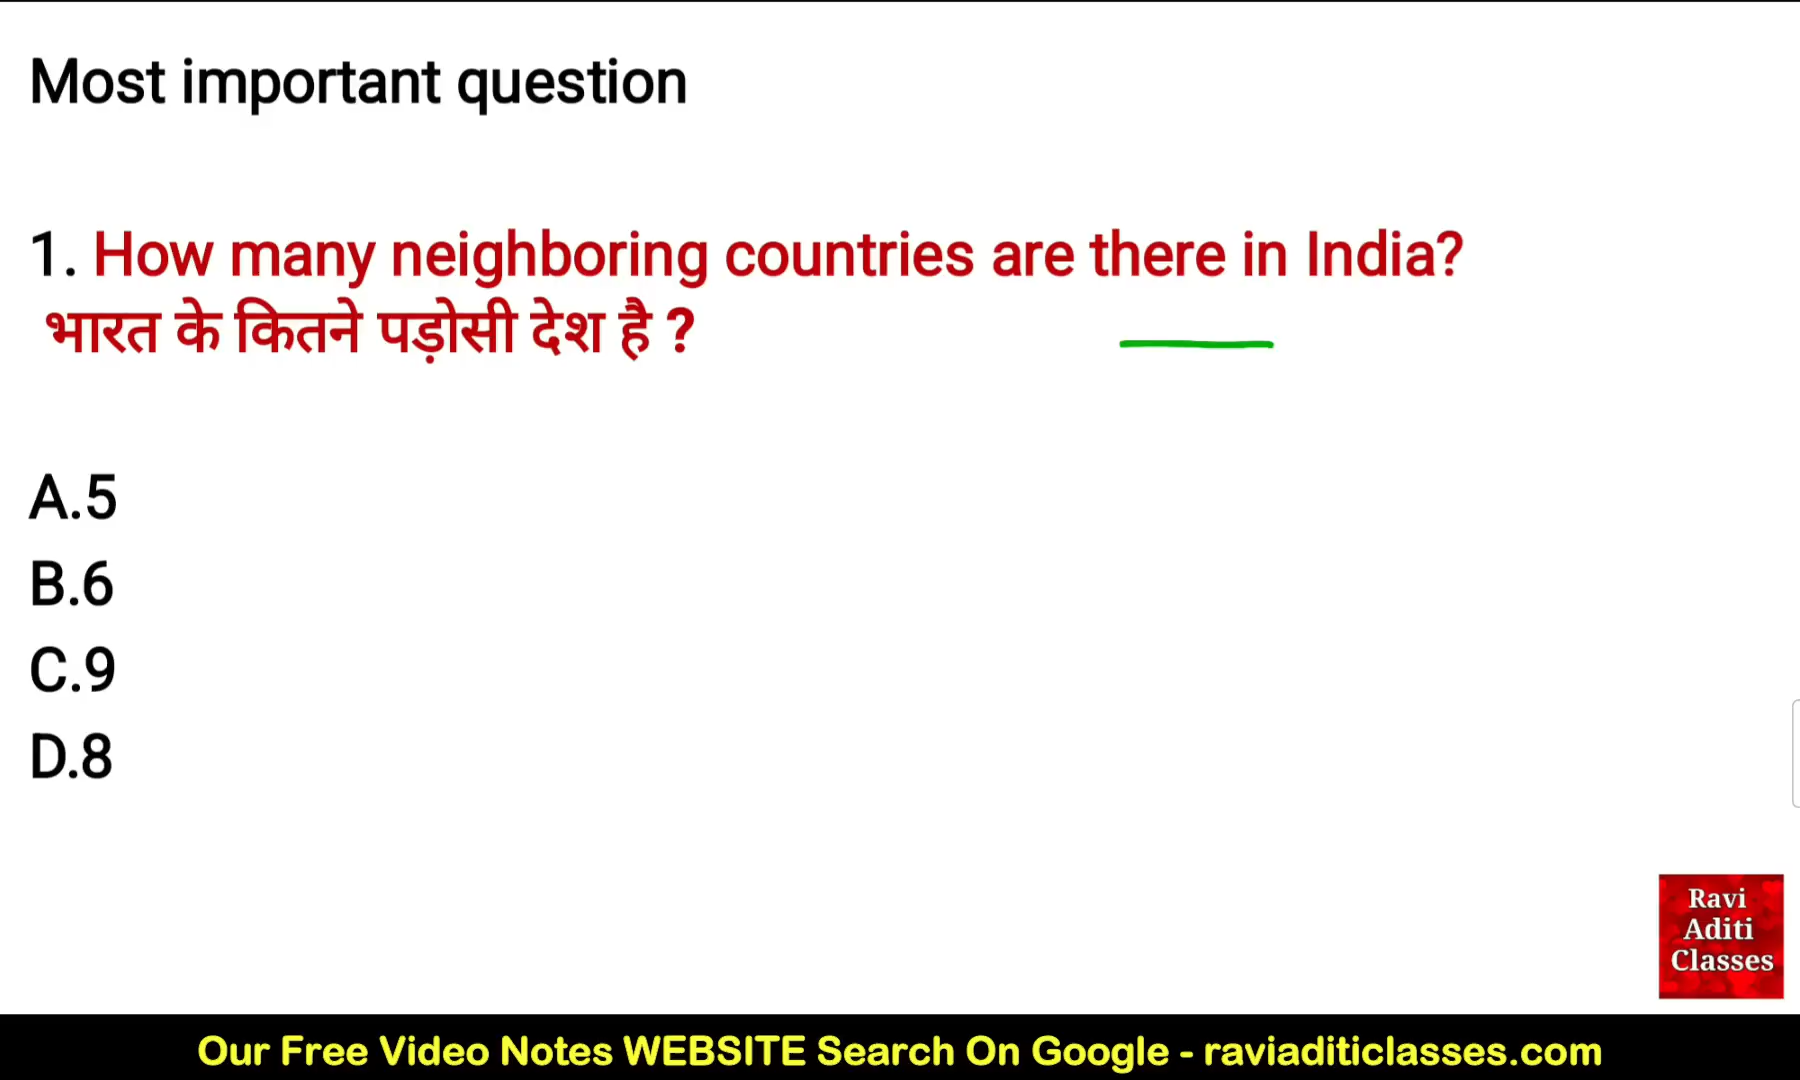 Most important question
1. How many neighboring countries are there in India?
भारत के कितने पड़ोसी देश है ?
A.5
B.6
C.9
D.8
Ravi
Aditi
Classes
Our Free Video Notes WEBSITE Search On Google - raviaditiclasses.com